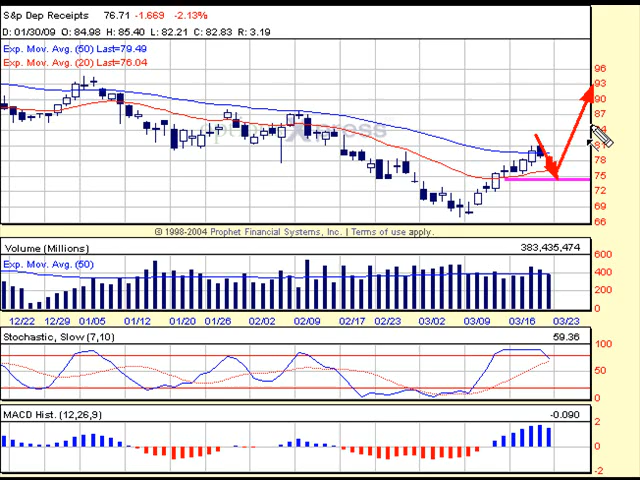 S&p Dep Receipts 76.71 -1.669 -2.13%
D: 01/30/09 O: 84.98 H: 85.40 L: 82.21 C: 82.83 R: 3.19
Exp. Mov. Avg. (50) Last=79.49
Exp. Mov. Avg. (20) Last=76.04
96
93
90
87
81
78
75
72
69
66
© 1998-2004 Prophet Financial Systems, Inc. | Terms of use apply.
Volume (Millions) 383,435,474
Exp. Mov. Avg. (50)
600
400
200
0
12/22 12/29 01/05 01/12 01/20 01/26 02/02 02/09 02/17 02/23 03/02 03/09 03/16 03/23
Stochastic, Slow (7,10) 59.36
100
50
0
MACD Hist. (12,26,9) -0.090
2
0
-2